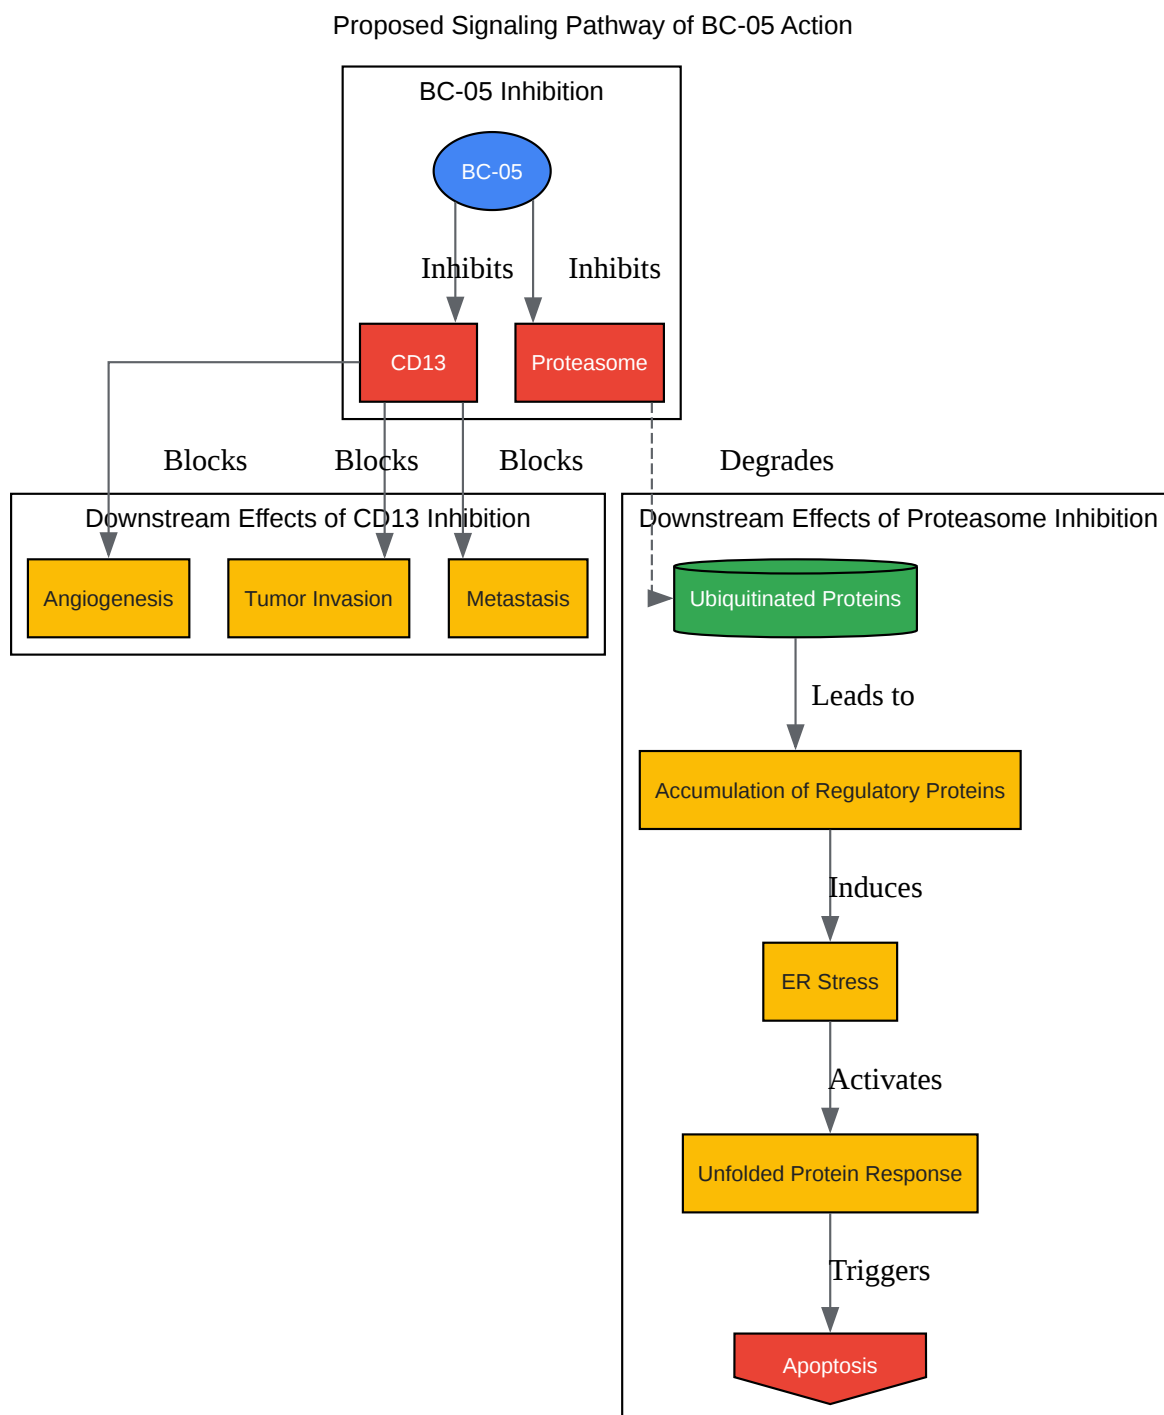 Proposed Signaling Pathway of BC-05 Action
BC-05 Inhibition
BC-05
Inhibits
Inhibits
CD13
Proteasome
Blocks
Blocks
Blocks
Degrades
Downstream Effects of CD13 Inhibition
Downstream Effects of Proteasome Inhibition
Angiogenesis
Tumor Invasion
Metastasis
Ubiquitinated Proteins
Leads to
Accumulation of Regulatory Proteins
Induces
ER Stress
Activates
Unfolded Protein Response
Triggers
Apoptosis